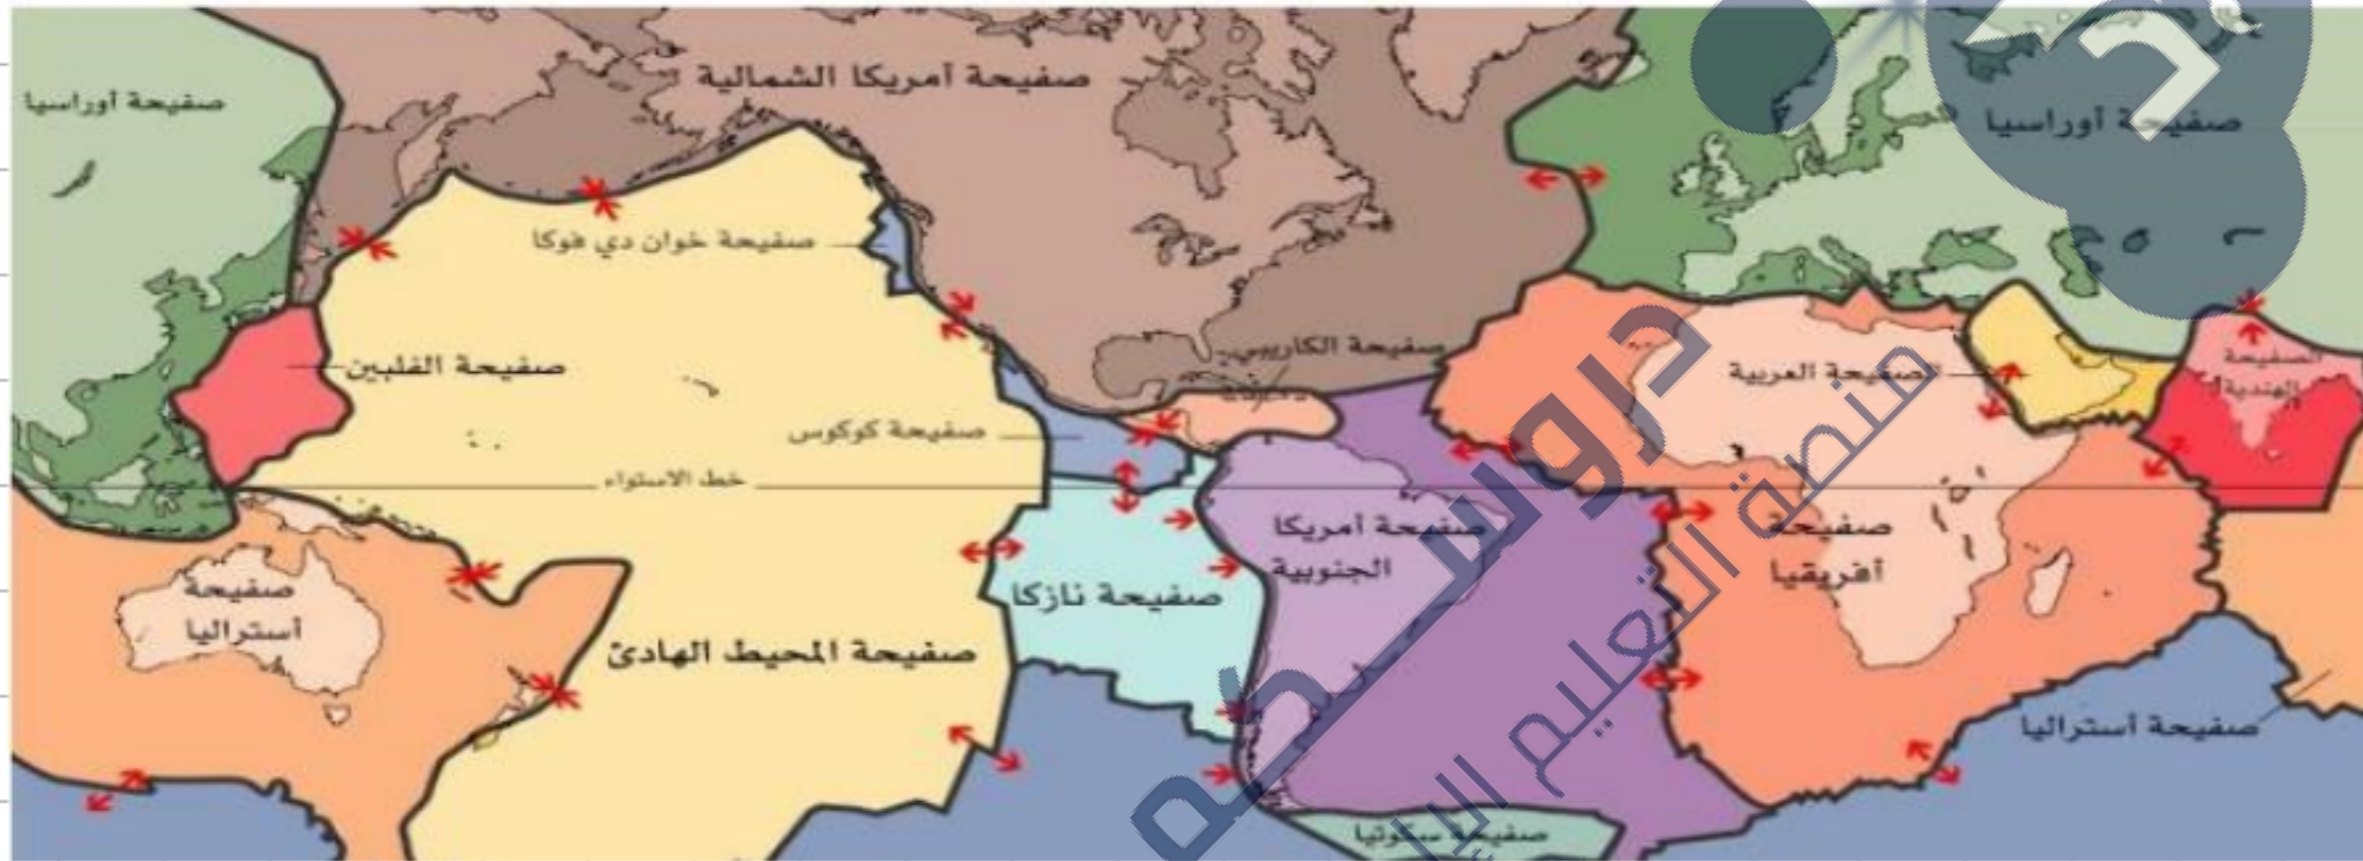 صفيحة أمريكا الشمالية
صفيحة أوراسيا
صفيحة أوراسيا
صفيحة خوان دي فوكا
صفيحة الكاريبي
صفيحة الفلبين
الصفيحة العربية
الصفيحة
الهندية
صفيحة كوكوس
خط الاستواء
صفيحة أمريكا
الجنوبية
صفيحة
أفريقيا
صفيحة
أستراليا
صفيحة نازكا
صفيحة المحيط الهادئ
صفيحة أستراليا
صفيحة سكوتيا
دروسكم
منصة التعليم